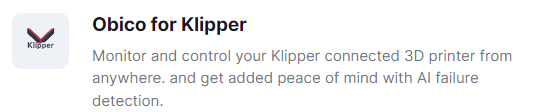 Obico for Klipper
Klipper
Monitor and control your Klipper connected 3D printer from
anywhere. and get added peace of mind with AI failure
detection.